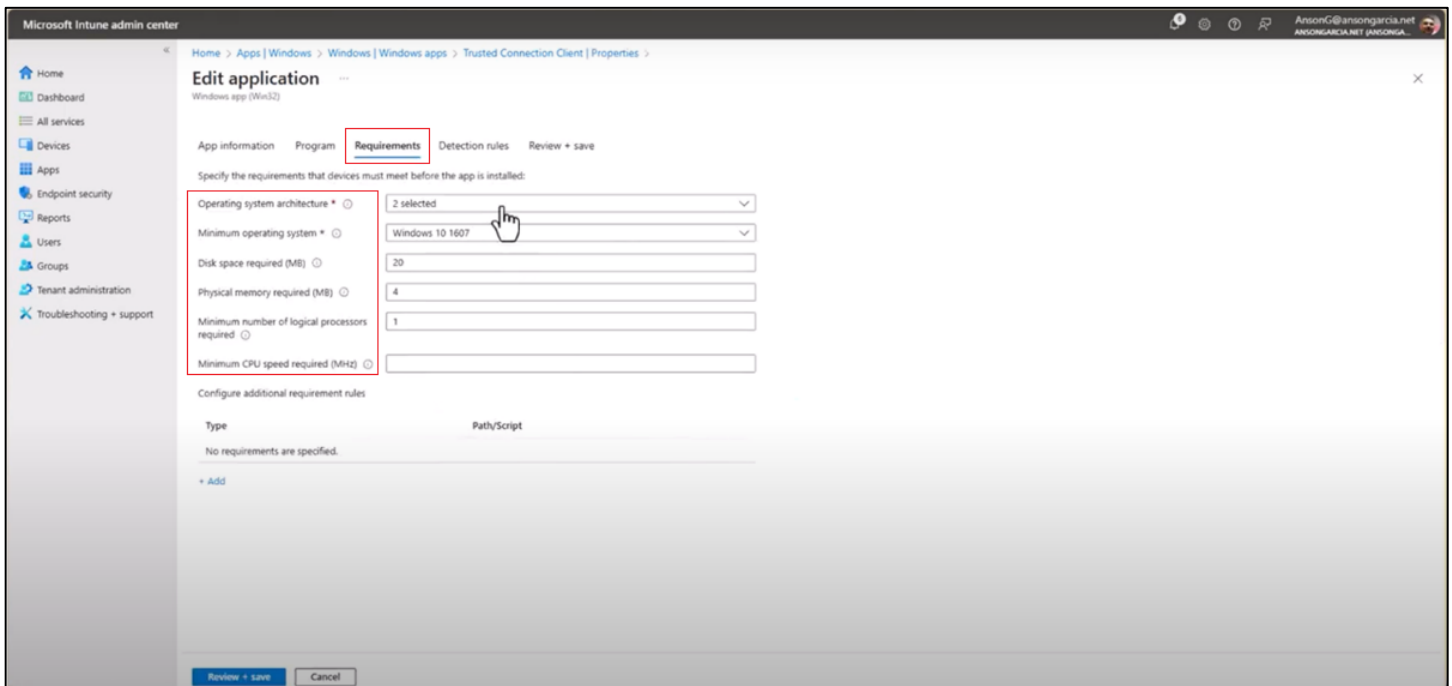 Microsoft Intune admin center
AnsonG@ansongarcia.net
ANSONGARCIA.NET (ANSONGA...
Home > Apps | Windows > Windows | Windows apps > Trusted Connection Client | Properties >
Edit application ...
Windows app (Win32)
Home
Dashboard
All services
Devices
Apps
Endpoint security
Reports
Users
Groups
Tenant administration
Troubleshooting + support
App information Program Requirements Detection rules Review + save
Specify the requirements that devices must meet before the app is installed:
Operating system architecture * 2 selected
Minimum operating system * Windows 10 1607
Disk space required (MB) 20
Physical memory required (MB) 4
Minimum number of logical processors required 1
Minimum CPU speed required (MHz)
Configure additional requirement rules
Type Path/Script
No requirements are specified.
+ Add
Review + save Cancel